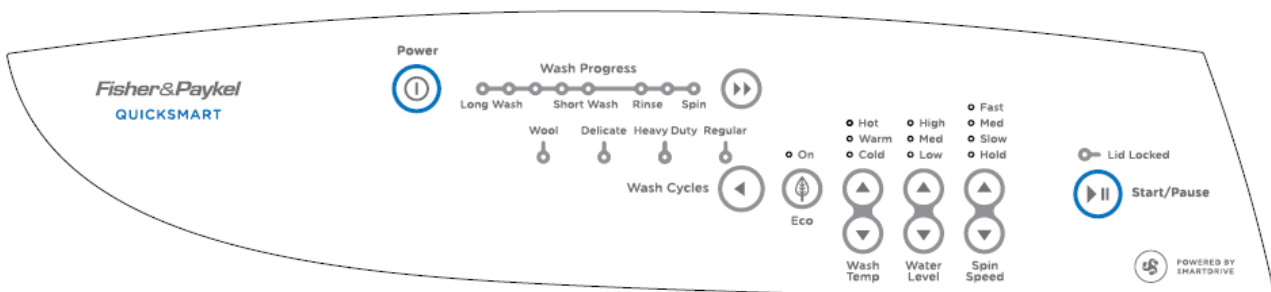 Fisher&Paykel
QUICKSMART
Power
Wash Progress
Long Wash Short Wash Rinse Spin
Wool Delicate Heavy Duty Regular
Wash Cycles
On
Eco
Hot
Warm
Cold
Wash
Temp
High
Med
Low
Water
Level
Fast
Med
Slow
Hold
Spin
Speed
Lid Locked
Start/Pause
POWERED BY
SMARTDRIVE